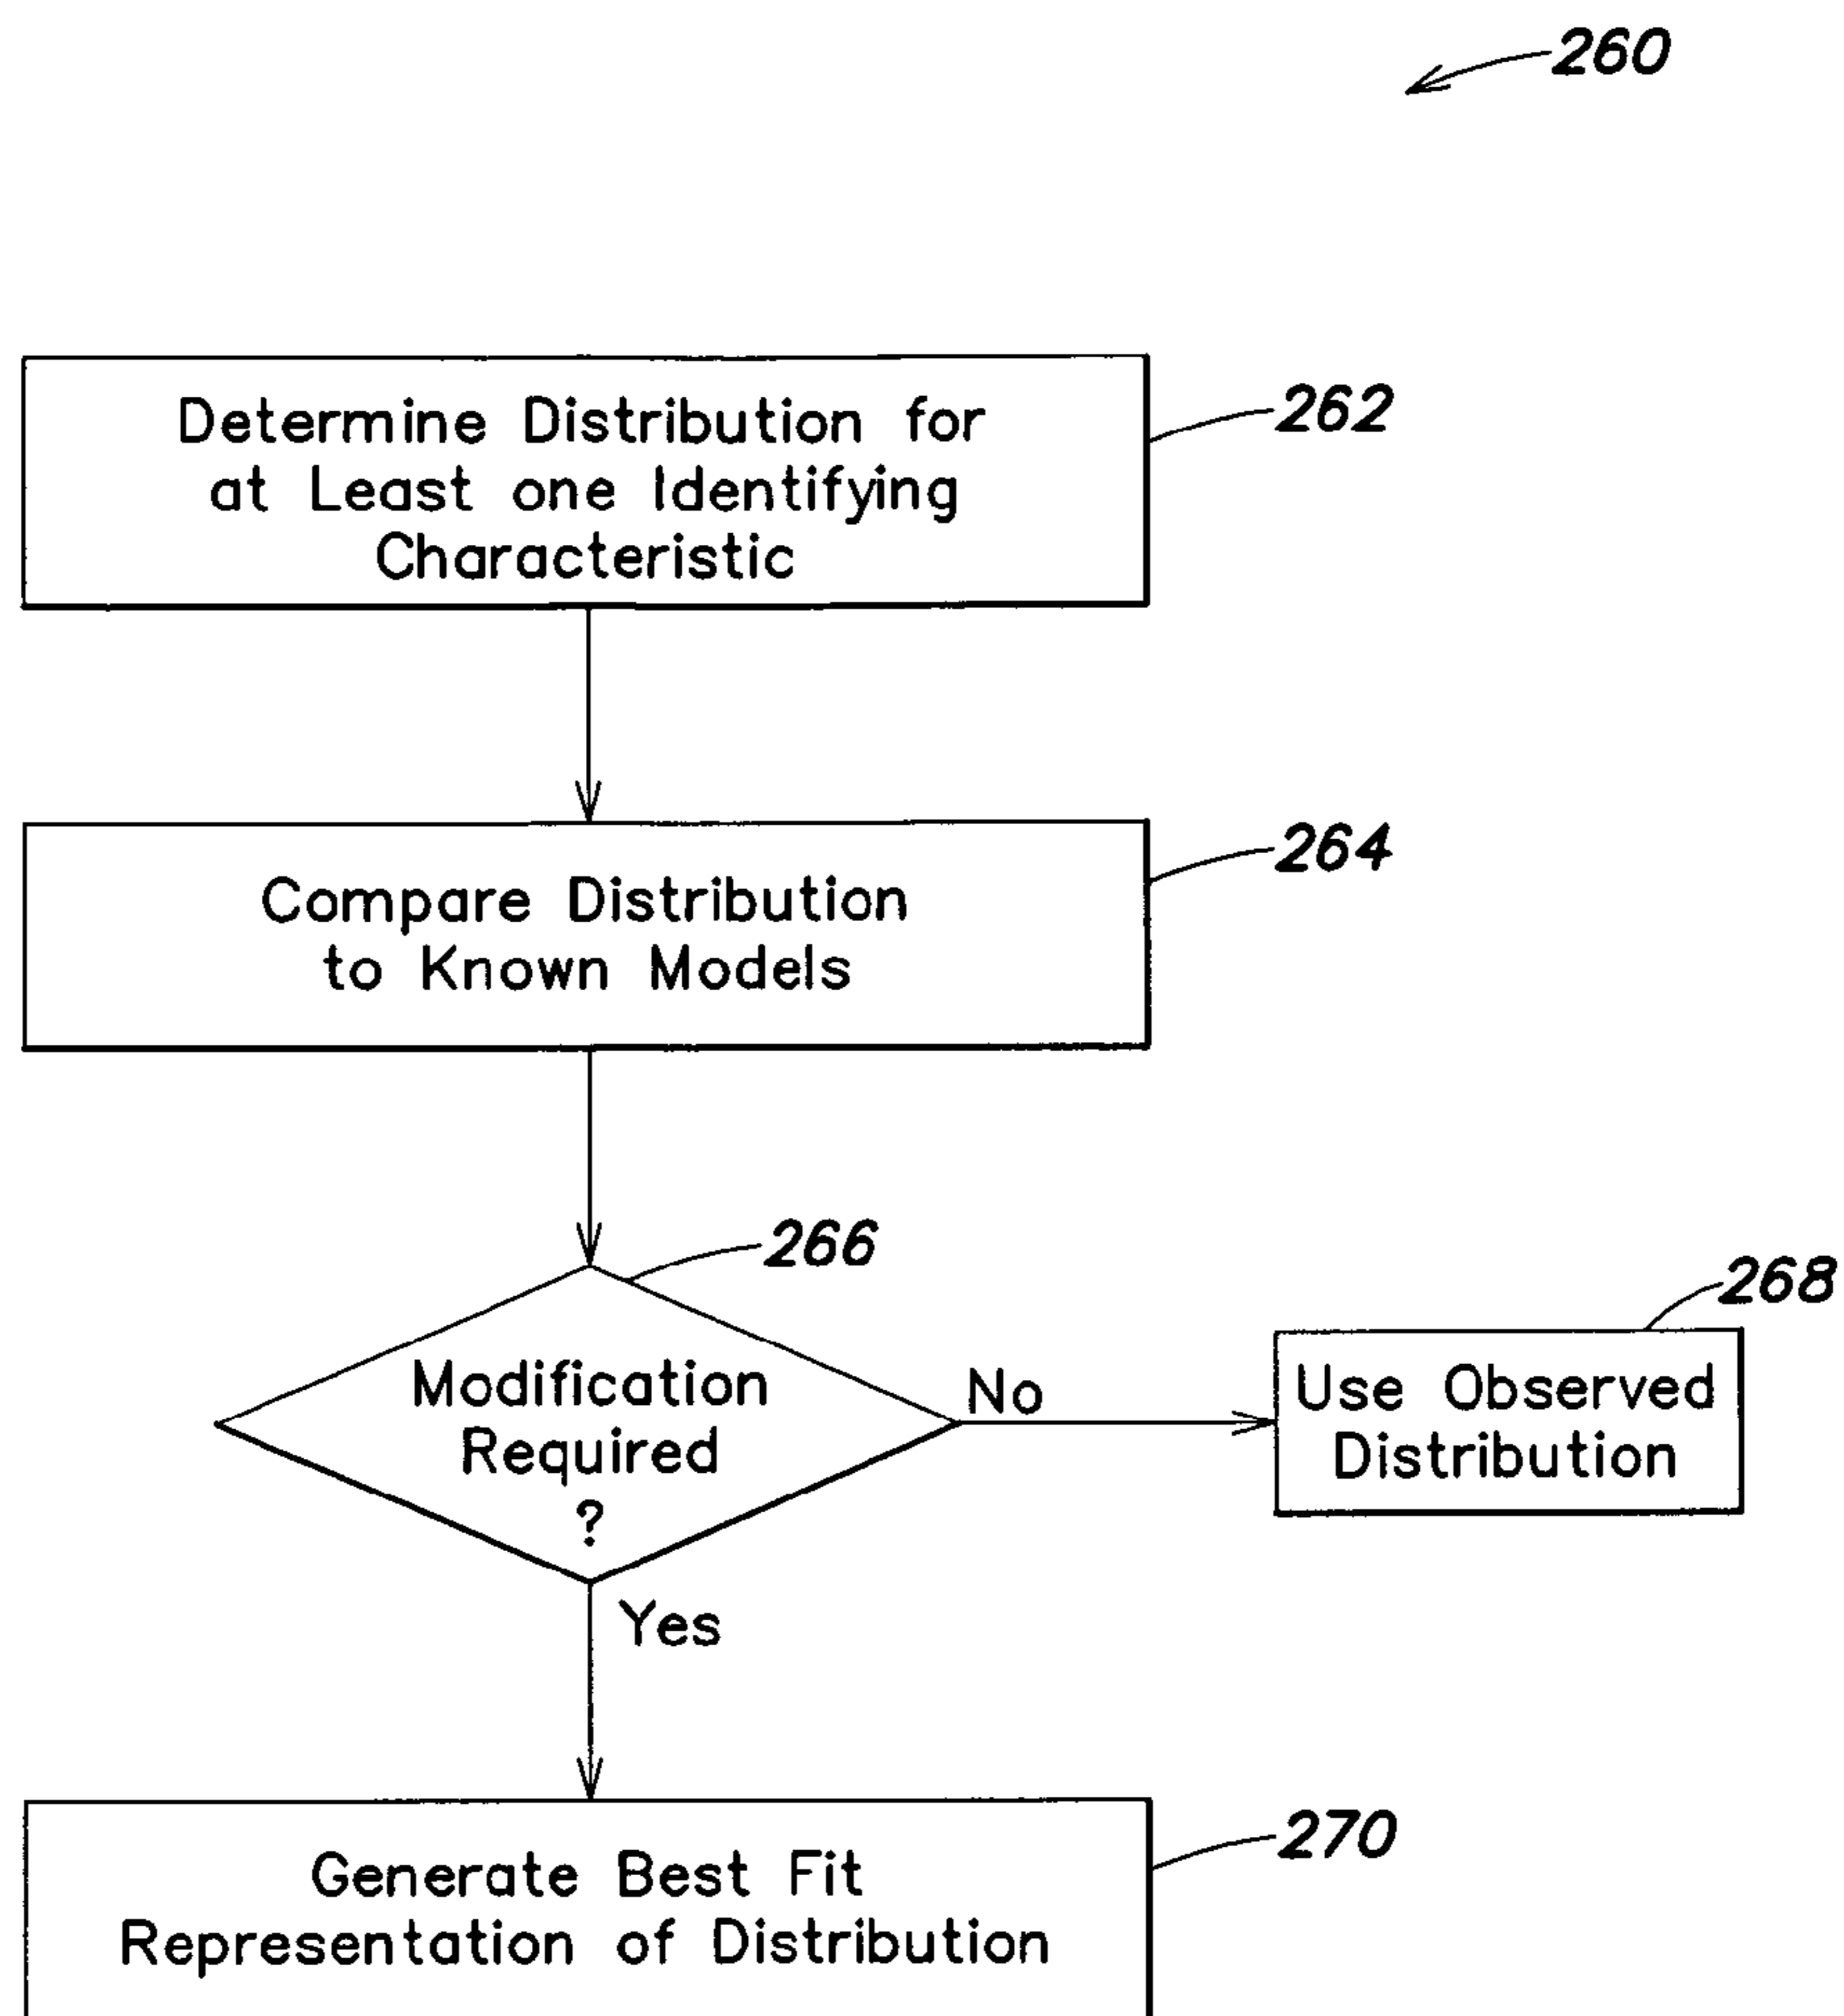 260
Determine Distribution for
at Least one Identifying
Characteristic
262
Compare Distribution
to Known Models
264
266
Modification
Required
?
No
268
Use Observed
Distribution
Yes
270
Generate Best Fit
Representation of Distribution